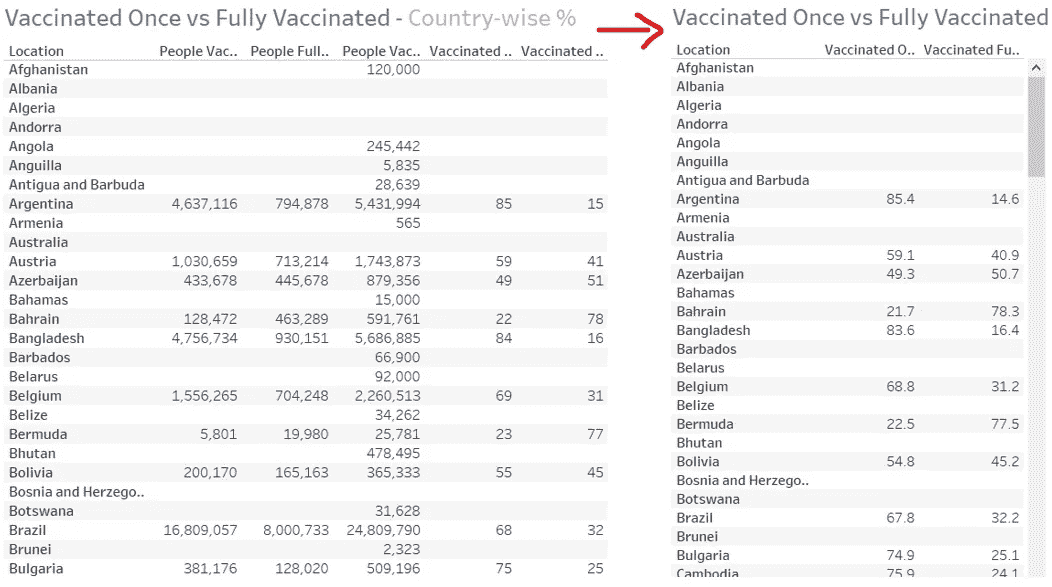 Vaccinated Once vs Fully Vaccinated - Country-wise %
Location People Vac.. People Full.. People Vac.. Vaccinated .. Vaccinated ..
Afghanistan 120,000
Albania
Algeria
Andorra
Angola 245,442
Anguilla 5,835
Antigua and Barbuda 28,639
Argentina 4,637,116 794,878 5,431,994 85 15
Armenia 565
Australia
Austria 1,030,659 713,214 1,743,873 59 41
Azerbaijan 433,678 445,678 879,356 49 51
Bahamas 15,000
Bahrain 128,472 463,289 591,761 22 78
Bangladesh 4,756,734 930,151 5,686,885 84 16
Barbados 66,900
Belarus 92,000
Belgium 1,556,265 704,248 2,260,513 69 31
Belize 34,262
Bermuda 5,801 19,980 25,781 23 77
Bhutan 478,495
Bolivia 200,170 165,163 365,333 55 45
Bosnia and Herzego..
Botswana 31,628
Brazil 16,809,057 8,000,733 24,809,790 68 32
Brunei 2,323
Bulgaria 381,176 128,020 509,196 75 25
Vaccinated Once vs Fully Vaccinated
Location Vaccinated O.. Vaccinated Fu..
Afghanistan
Albania
Algeria
Andorra
Angola
Anguilla
Antigua and Barbuda
Argentina 85.4 14.6
Armenia
Australia
Austria 59.1 40.9
Azerbaijan 49.3 50.7
Bahamas
Bahrain 21.7 78.3
Bangladesh 83.6 16.4
Barbados
Belarus
Belgium 68.8 31.2
Belize
Bermuda 22.5 77.5
Bhutan
Bolivia 54.8 45.2
Bosnia and Herzego..
Botswana
Brazil 67.8 32.2
Brunei
Bulgaria 74.9 25.1
Cambodia 75.9 24.1